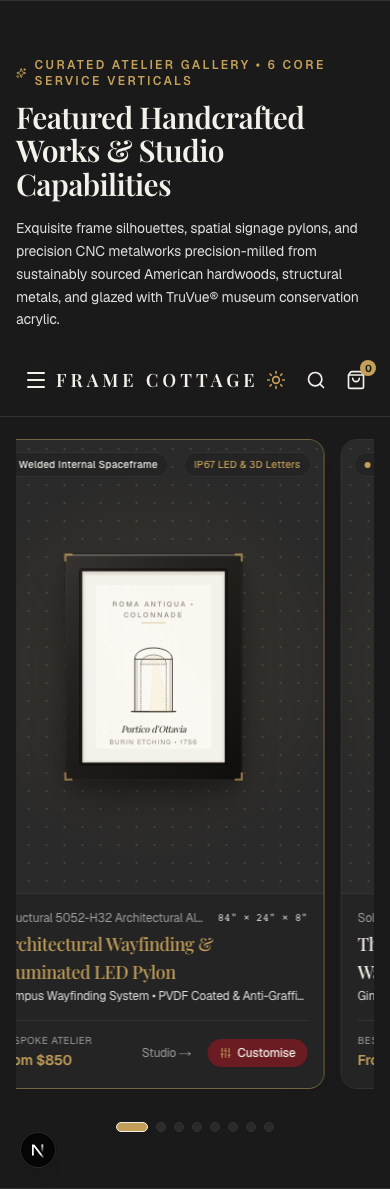 CURATED ATELIER GALLERY • 6 CORE
SERVICE VERTICALS
Featured Handcrafted
Works & Studio
Capabilities
Exquisite frame silhouettes, spatial signage pylons, and
precision CNC metalworks precision-milled from
sustainably sourced American hardwoods, structural
metals, and glazed with TruVue® museum conservation
acrylic.
FRAME COTTAGE
0
Welded Internal Spaceframe
IP67 LED & 3D Letters
ROMA ANTIQUA •
COLONNADE
Portico d'Ottavia
BURIN ETCHING • 1756
uctural 5052-H32 Architectural Al...
84" × 24" × 8"
rchitectural Wayfinding &
uminated LED Pylon
mpus Wayfinding System • PVDF Coated & Anti-Graffi...
SPOKE ATELIER
om $850
Studio →
Customise
Sol
Th
W
Gin
BES
Fro
N